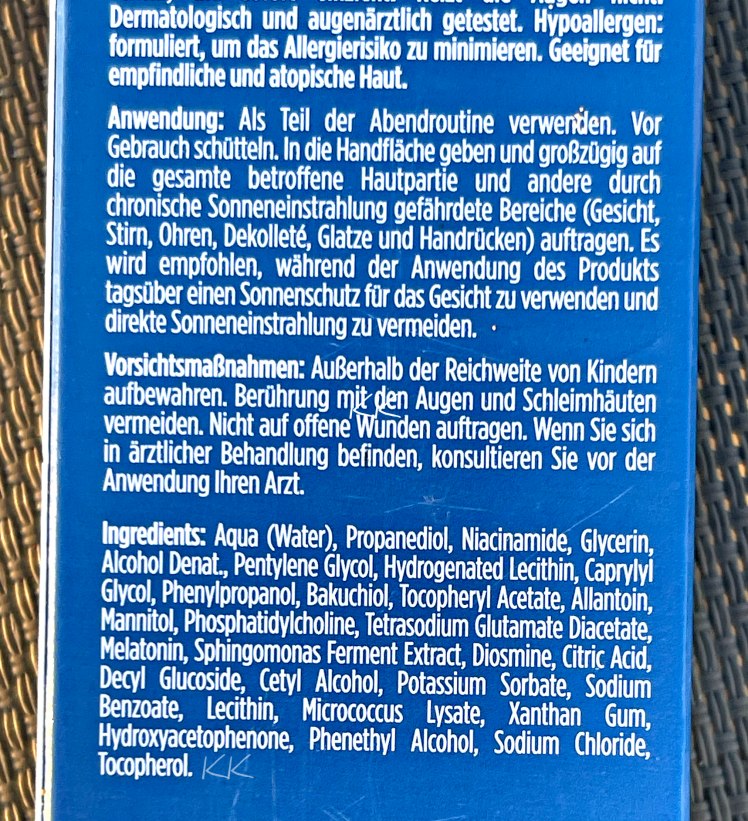 Reizt die Augen nicht.
Dermatologisch und augenärztlich getestet. Hypoallergen:
formuliert, um das Allergierisiko zu minimieren. Geeignet für
empfindliche und atopische Haut.
Anwendung: Als Teil der Abendroutine verwenden. Vor
Gebrauch schütteln. In die Handfläche geben und großzügig auf
die gesamte betroffene Hautpartie und andere durch
chronische Sonneneinstrahlung gefährdete Bereiche (Gesicht,
Stirn, Ohren, Dekolleté, Glatze und Handrücken) auftragen. Es
wird empfohlen, während der Anwendung des Produkts
tagsüber einen Sonnenschutz für das Gesicht zu verwenden und
direkte Sonneneinstrahlung zu vermeiden.
Vorsichtsmaßnahmen: Außerhalb der Reichweite von Kindern
aufbewahren. Berührung mit den Augen und Schleimhäuten
vermeiden. Nicht auf offene Wunden auftragen. Wenn Sie sich
in ärztlicher Behandlung befinden, konsultieren Sie vor der
Anwendung Ihren Arzt.
Ingredients: Aqua (Water), Propanediol, Niacinamide, Glycerin,
Alcohol Denat., Pentylene Glycol, Hydrogenated Lecithin, Caprylyl
Glycol, Phenylpropanol, Bakuchiol, Tocopheryl Acetate, Allantoin,
Mannitol, Phosphatidylcholine, Tetrasodium Glutamate Diacetate,
Melatonin, Sphingomonas Ferment Extract, Diosmine, Citric Acid,
Decyl Glucoside, Cetyl Alcohol, Potassium Sorbate, Sodium
Benzoate, Lecithin, Micrococcus Lysate, Xanthan Gum,
Hydroxyacetophenone, Phenethyl Alcohol, Sodium Chloride,
Tocopherol. KK